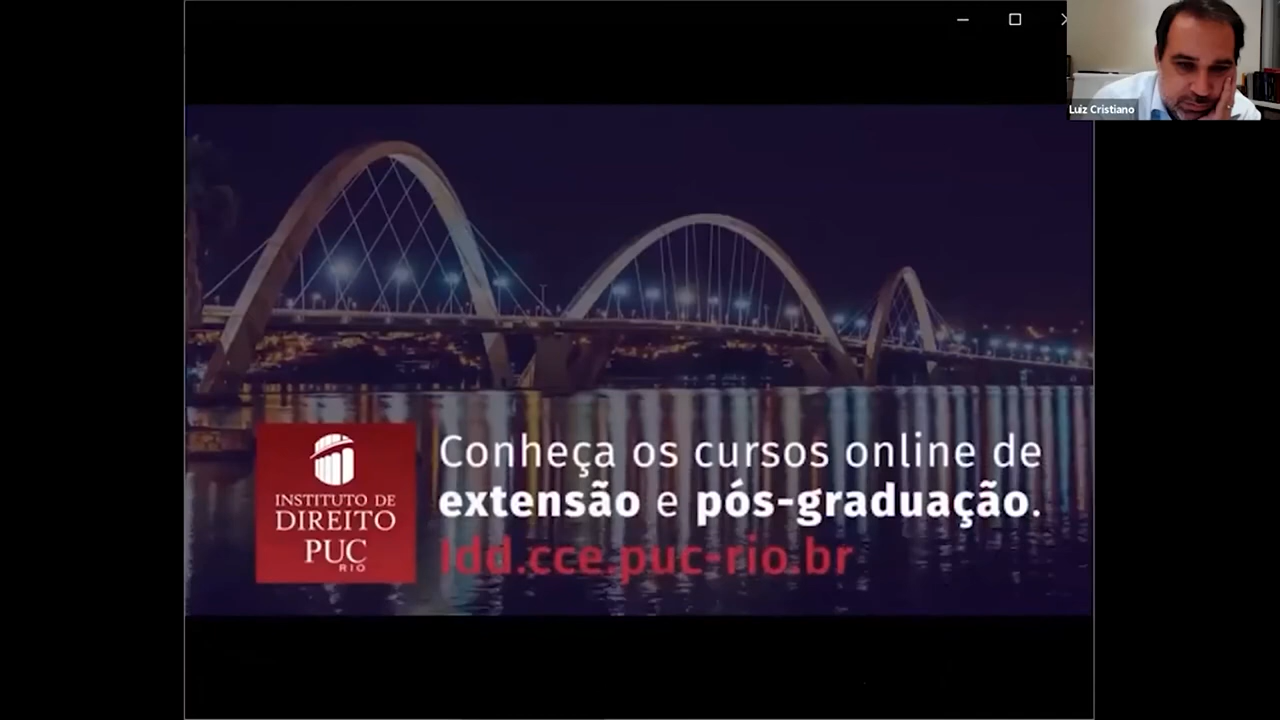 Luiz Cristiano
INSTITUTO DE
DIREITO
PUC
RIO
Conheça os cursos online de
extensão e pós-graduação.
Idd.cce.puc-rio.br